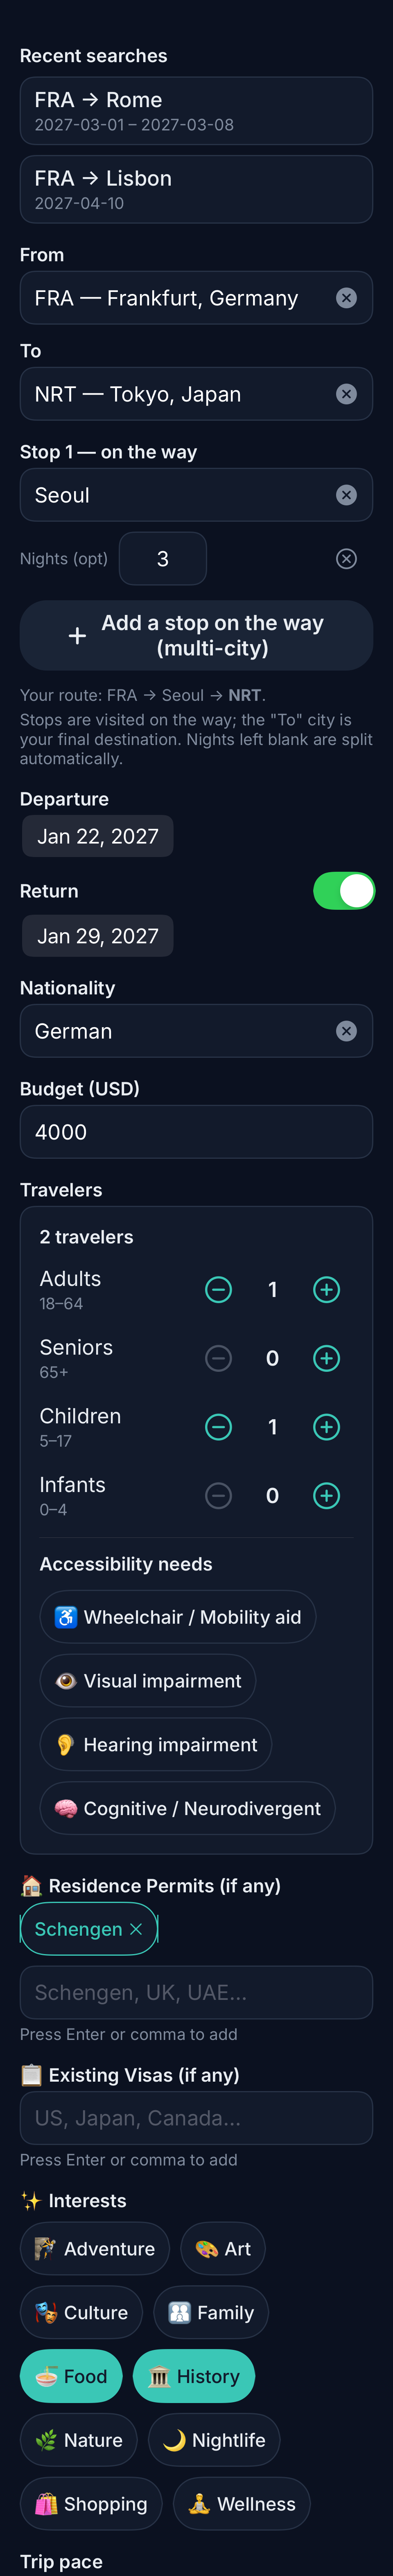 Recent searches
FRA → Rome
2027-03-01 – 2027-03-08
FRA → Lisbon
2027-04-10
From
FRA — Frankfurt, Germany
To
NRT — Tokyo, Japan
Stop 1 — on the way
Seoul
Nights (opt) 3
+ Add a stop on the way
(multi-city)
Your route: FRA → Seoul → NRT.
Stops are visited on the way; the "To" city is
your final destination. Nights left blank are split
automatically.
Departure
Jan 22, 2027
Return
Jan 29, 2027
Nationality
German
Budget (USD)
4000
Travelers
2 travelers
Adults
18–64
1
Seniors
65+
0
Children
5–17
1
Infants
0–4
0
Accessibility needs
♿ Wheelchair / Mobility aid
👁️ Visual impairment
🦻 Hearing impairment
🧠 Cognitive / Neurodivergent
🏠 Residence Permits (if any)
Schengen ×
Schengen, UK, UAE...
Press Enter or comma to add
📋 Existing Visas (if any)
US, Japan, Canada...
Press Enter or comma to add
✨ Interests
🧗 Adventure
🎨 Art
🎭 Culture
👪 Family
🍜 Food
🏛️ History
🌿 Nature
🌙 Nightlife
🛍️ Shopping
🧘 Wellness
Trip pace